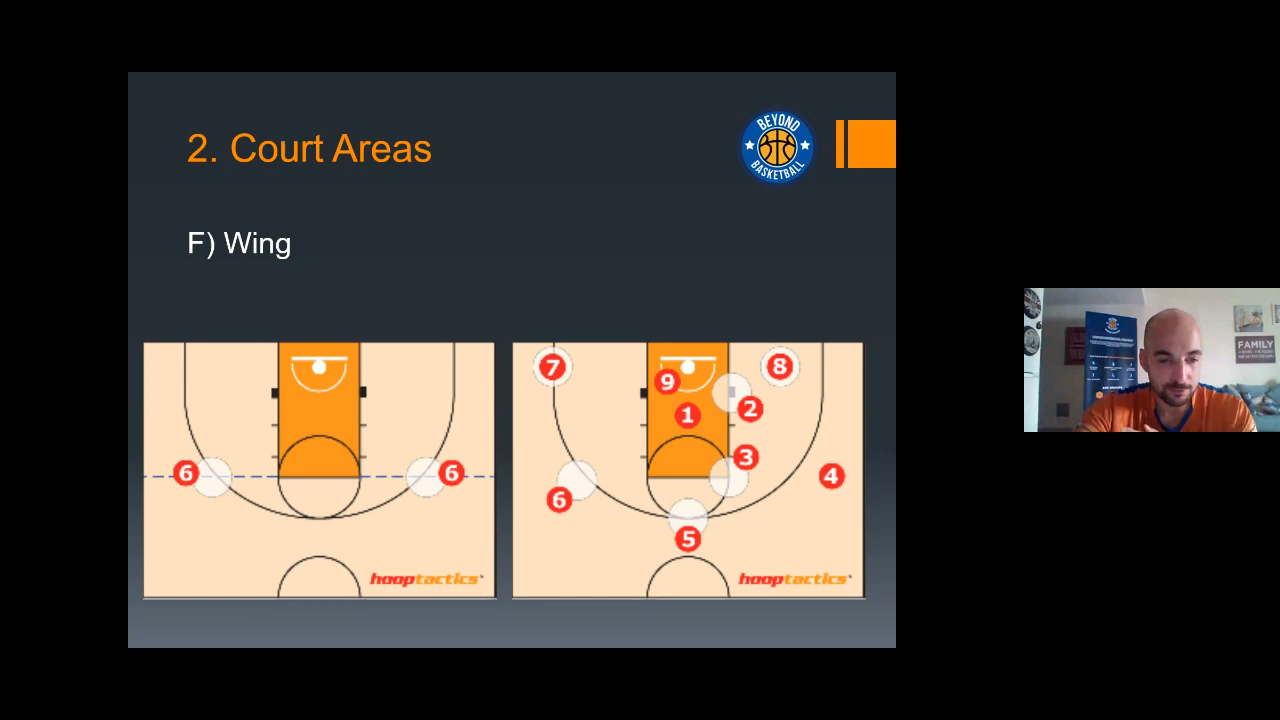 2. Court Areas
BEYOND
BASKETBALL
F) Wing
6
6
hooptactics
7
8
9
1
2
3
4
6
5
hooptactics
FAMILY